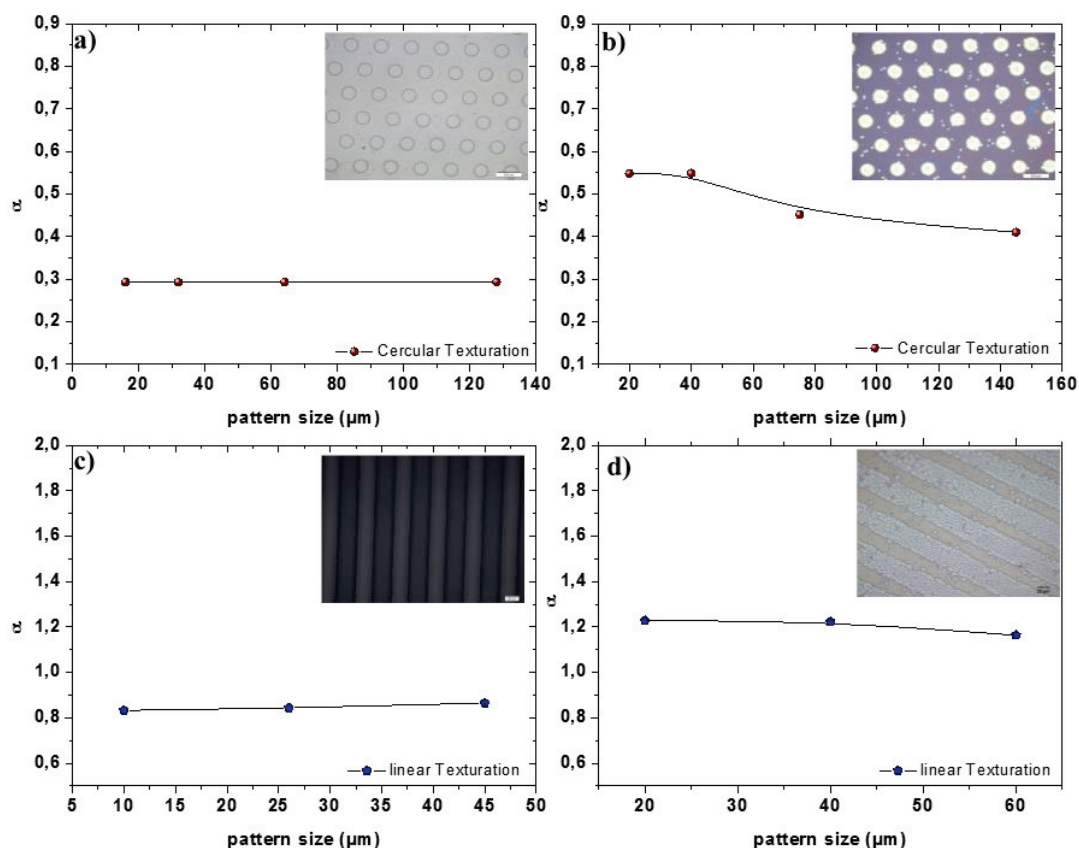 a)
0,9
0,8
0,7
0,6
0,5
0,4
0,3
0,2
0,1
α
0 20 40 60 80 100 120 140
pattern size (µm)
Cercular Texturation
b)
0,9
0,8
0,7
0,6
0,5
0,4
0,3
0,2
0,1
α
20 40 60 80 100 120 140 160
pattern size (µm)
Cercular Texturation
c)
2,0
1,8
1,6
1,4
1,2
1,0
0,8
0,6
α
5 10 15 20 25 30 35 40 45 50
pattern size (µm)
linear Texturation
d)
2,0
1,8
1,6
1,4
1,2
1,0
0,8
0,6
α
20 30 40 50 60
pattern size (µm)
linear Texturation